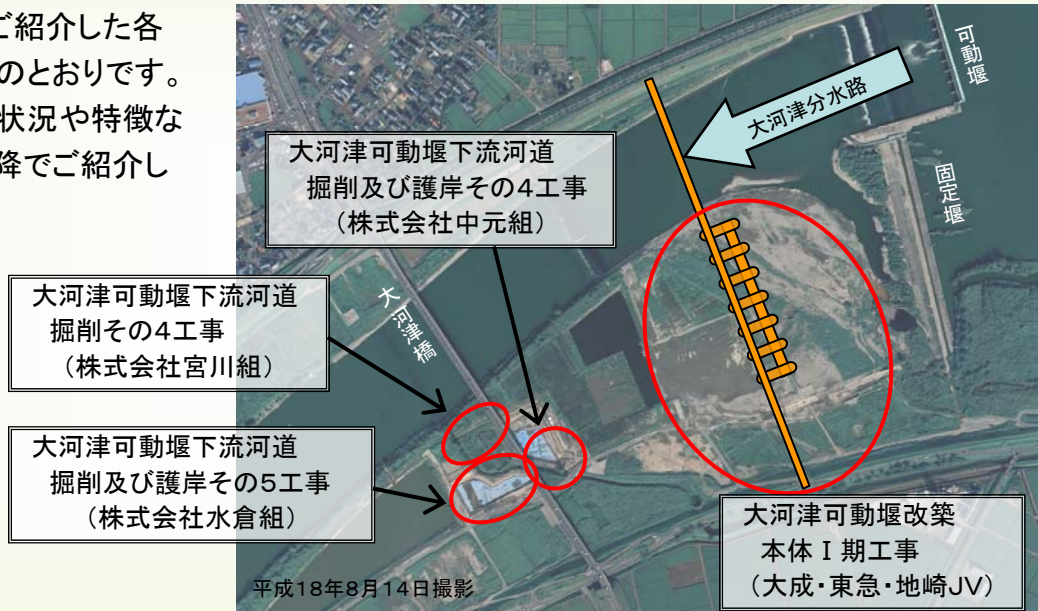 ご紹介した各
のとおりです。
状況や特徴な
降でご紹介し
可動堰
大河津分水路
固定堰
大河津可動堰下流河道
掘削及び護岸その4工事
(株式会社中元組)
大河津橋
大河津可動堰下流河道
掘削その4工事
(株式会社宮川組)
大河津可動堰下流河道
掘削及び護岸その5工事
(株式会社水倉組)
大河津可動堰改築
本体Ⅰ期工事
(大成・東急・地崎JV)
平成18年8月14日撮影